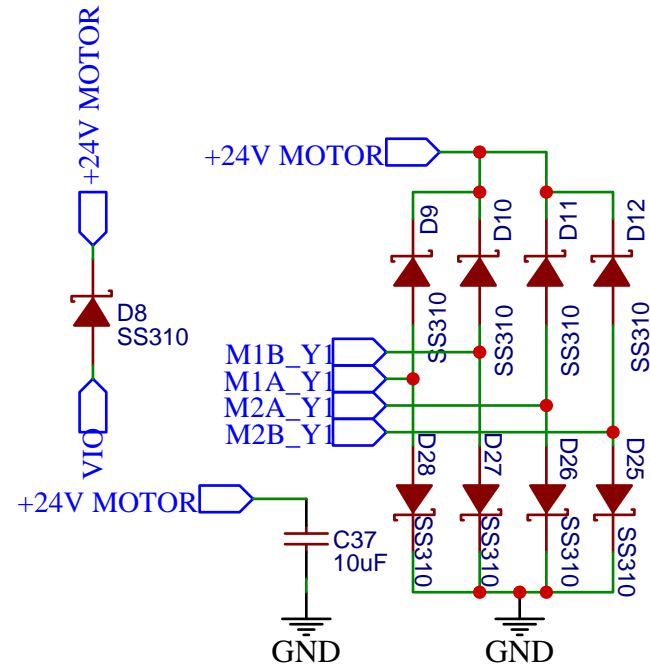 +24V MOTOR
D8
SS310
VIO
+24V MOTOR
D9
D10
D11
D12
SS310
SS310
SS310
SS310
M1B_Y1
M1A_Y1
M2A_Y1
M2B_Y1
D28
D27
D26
D25
SS310
SS310
SS310
SS310
+24V MOTOR
C37
10uF
GND
GND